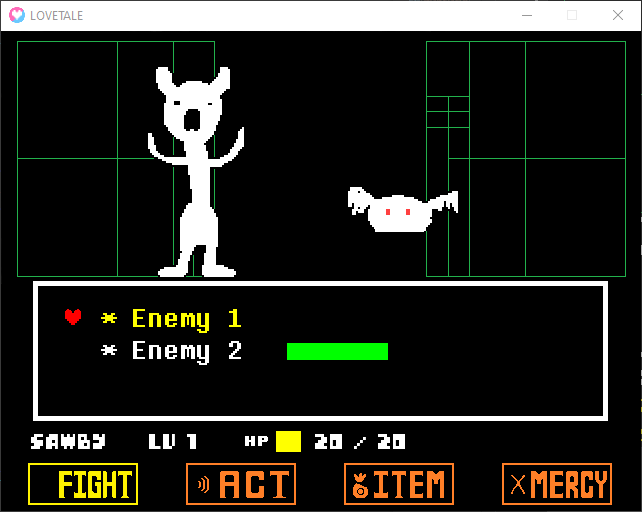 LOVETALE
* Enemy 1
* Enemy 2
SAWBY LV 1 HP 20 / 20
FIGHT ACT ITEM MERCY